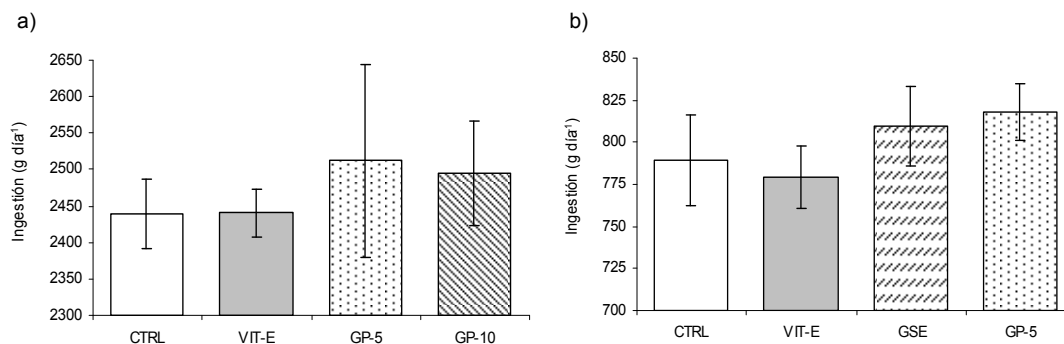 a)
Ingestión (g día⁻¹)
2650
2600
2550
2500
2450
2400
2350
2300
CTRL VIT-E GP-5 GP-10
b)
Ingestión (g día⁻¹)
850
825
800
775
750
725
700
CTRL VIT-E GSE GP-5